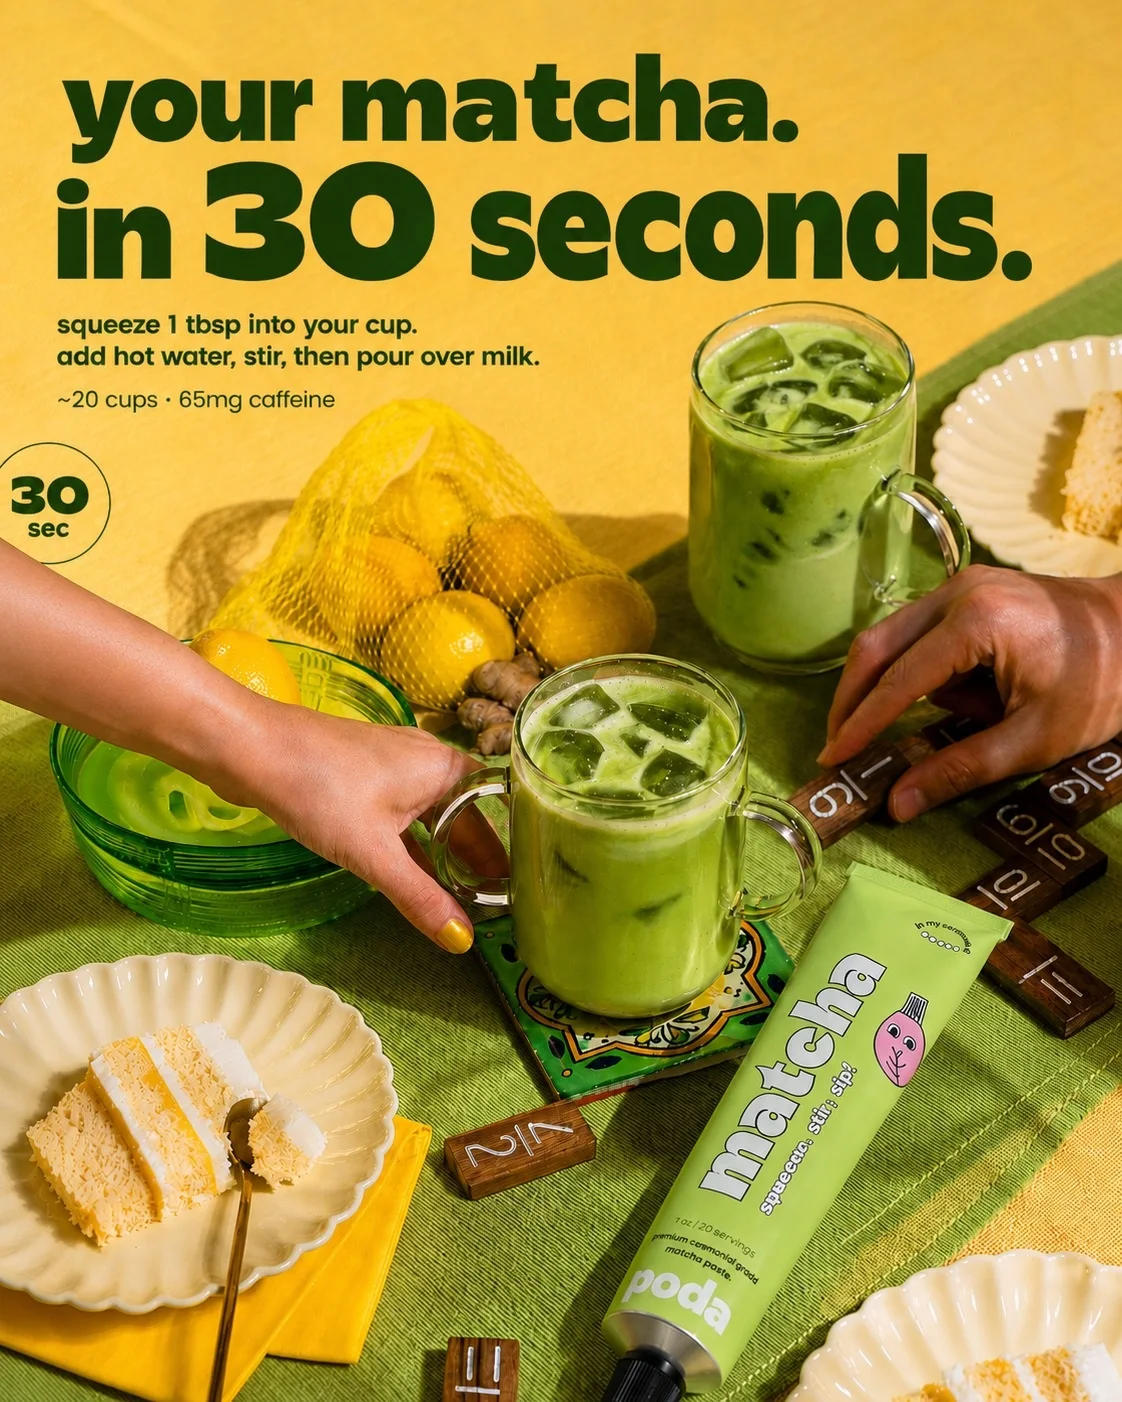 your matcha.
in 30 seconds.
squeeze 1 tbsp into your cup.
add hot water, stir, then pour over milk.
~20 cups · 65mg caffeine
30
sec
in my
matcha
squeeze. stir. sip!
1 oz / 20 servings
premium ceremonial grade
matcha paste.
poda